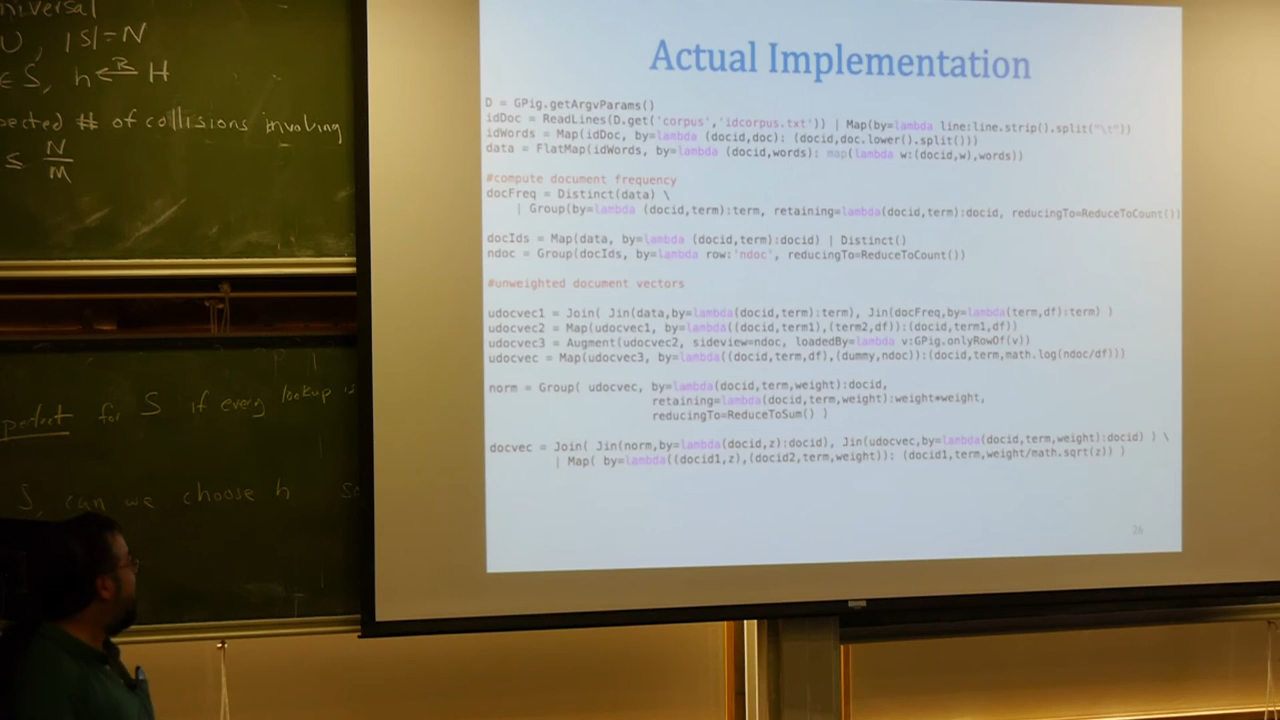 niversal
U, |S|=N
∈ S, h ←R H
pected # of collisions involving
≤ N/M
perfect for S if every lookup is
S, can we choose h so
Actual Implementation
D = GPig.getArgvParams()
idDoc = ReadLines(D.get('corpus','idcorpus.txt')) | Map(by=lambda line:line.strip().split("\t"))
idWords = Map(idDoc, by=lambda (docid,doc): (docid,doc.lower().split()))
data = FlatMap(idWords, by=lambda (docid,words): map(lambda w:(docid,w),words))
#compute document frequency
docFreq = Distinct(data) \
| Group(by=lambda (docid,term):term, retaining=lambda(docid,term):docid, reducingTo=ReduceToCount())
docIds = Map(data, by=lambda (docid,term):docid) | Distinct()
ndoc = Group(docIds, by=lambda row:'ndoc', reducingTo=ReduceToCount())
#unweighted document vectors
udocvec1 = Join( Jin(data,by=lambda(docid,term):term), Jin(docFreq,by=lambda(term,df):term) )
udocvec2 = Map(udocvec1, by=lambda((docid,term1),(term2,df)):(docid,term1,df))
udocvec3 = Augment(udocvec2, sideview=ndoc, loadedBy=lambda v:GPig.onlyRowOf(v))
udocvec = Map(udocvec3, by=lambda((docid,term,df),(dummy,ndoc)):(docid,term,math.log(ndoc/df)))
norm = Group( udocvec, by=lambda(docid,term,weight):docid,
retaining=lambda(docid,term,weight):weight*weight,
reducingTo=ReduceToSum() )
docvec = Join( Jin(norm,by=lambda(docid,z):docid), Jin(udocvec,by=lambda(docid,term,weight):docid) ) \
| Map( by=lambda((docid1,z),(docid2,term,weight)): (docid1,term,weight/math.sqrt(z)) )
26